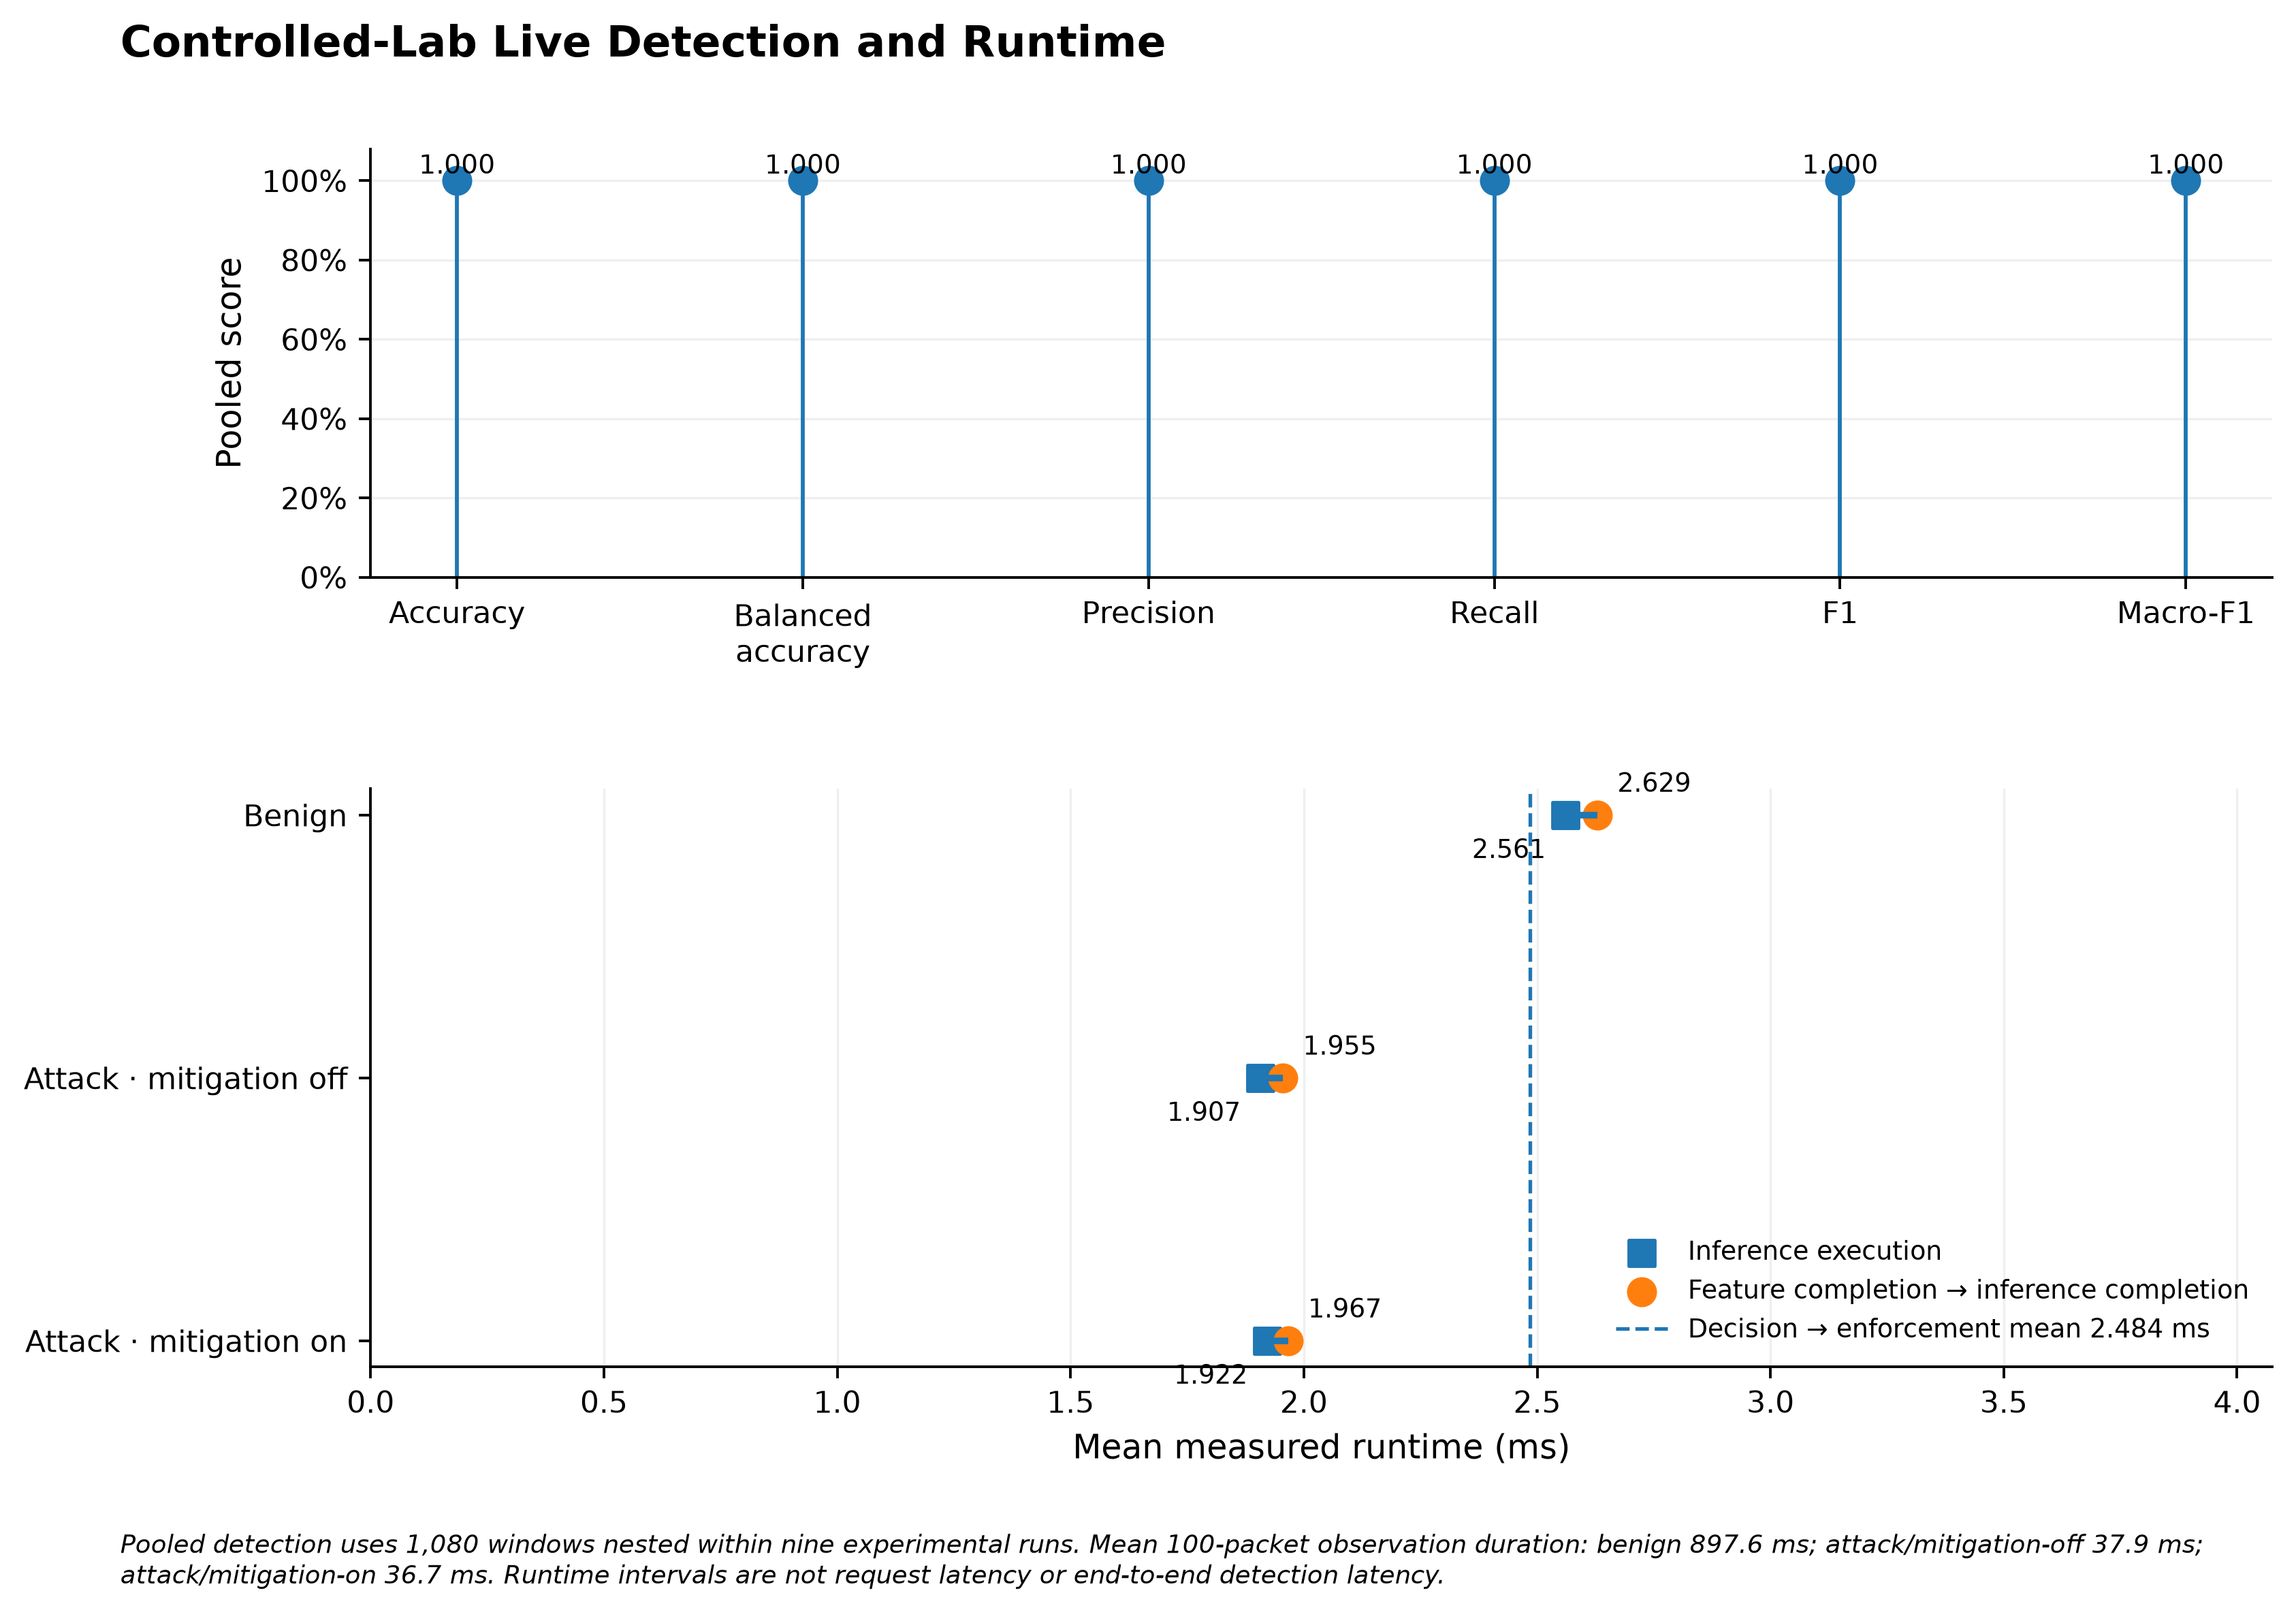 Controlled-Lab Live Detection and Runtime
Pooled score
100%
80%
60%
40%
20%
0%
1.000
1.000
1.000
1.000
1.000
1.000
Accuracy
Balanced
accuracy
Precision
Recall
F1
Macro-F1
Benign
Attack · mitigation off
Attack · mitigation on
2.629
2.561
1.955
1.907
1.967
1.922
Inference execution
Feature completion → inference completion
Decision → enforcement mean 2.484 ms
0.0
0.5
1.0
1.5
2.0
2.5
3.0
3.5
4.0
Mean measured runtime (ms)
Pooled detection uses 1,080 windows nested within nine experimental runs. Mean 100-packet observation duration: benign 897.6 ms; attack/mitigation-off 37.9 ms;
attack/mitigation-on 36.7 ms. Runtime intervals are not request latency or end-to-end detection latency.